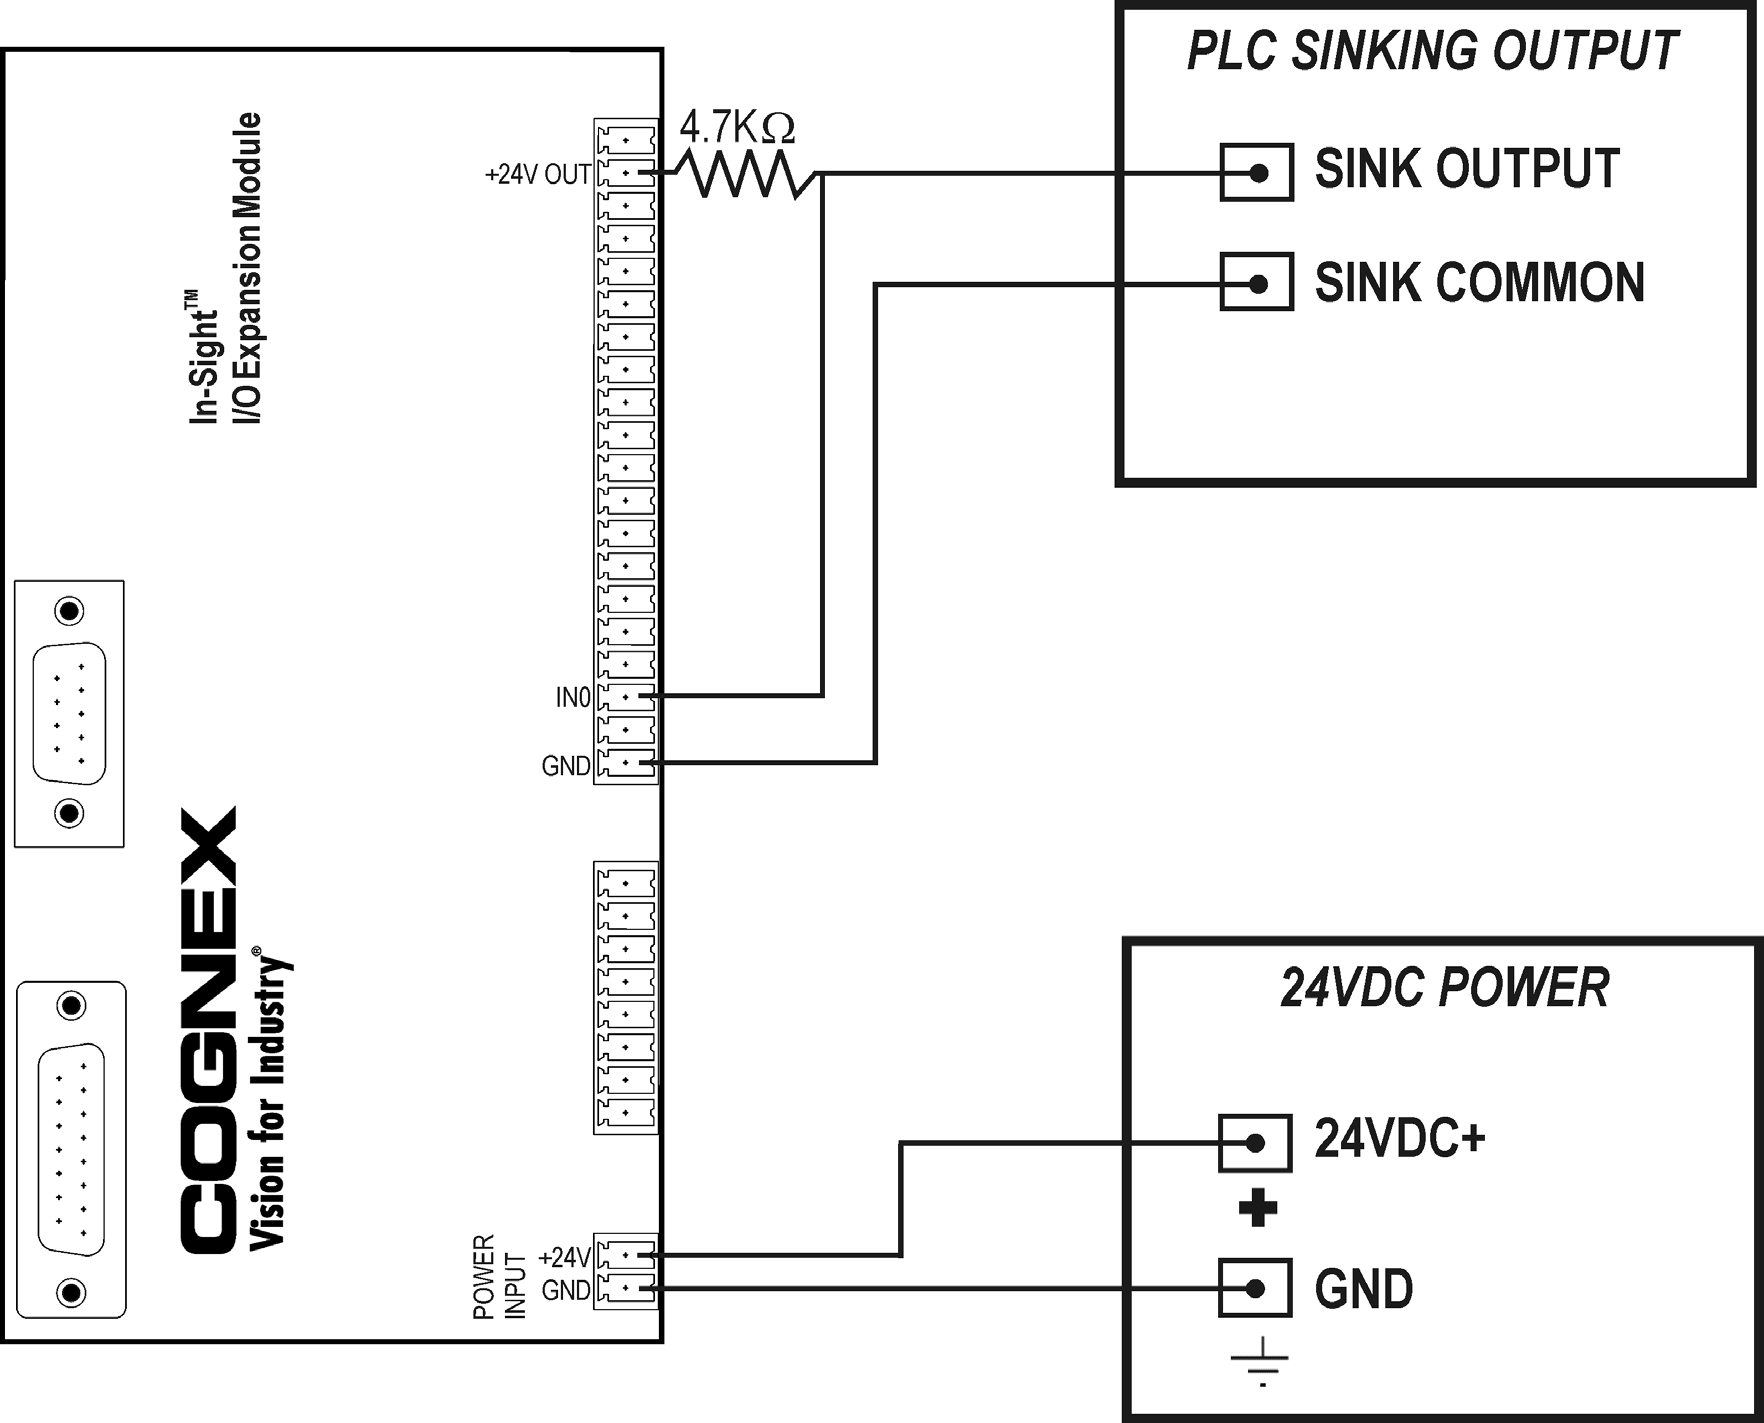 PLC SINKING OUTPUT
4.7KΩ
+24V OUT
SINK OUTPUT
SINK COMMON
In-Sight™
I/O Expansion Module
IN0
GND
COGNEX
Vision for Industry®
24VDC POWER
24VDC+
POWER
INPUT
+24V
GND
GND